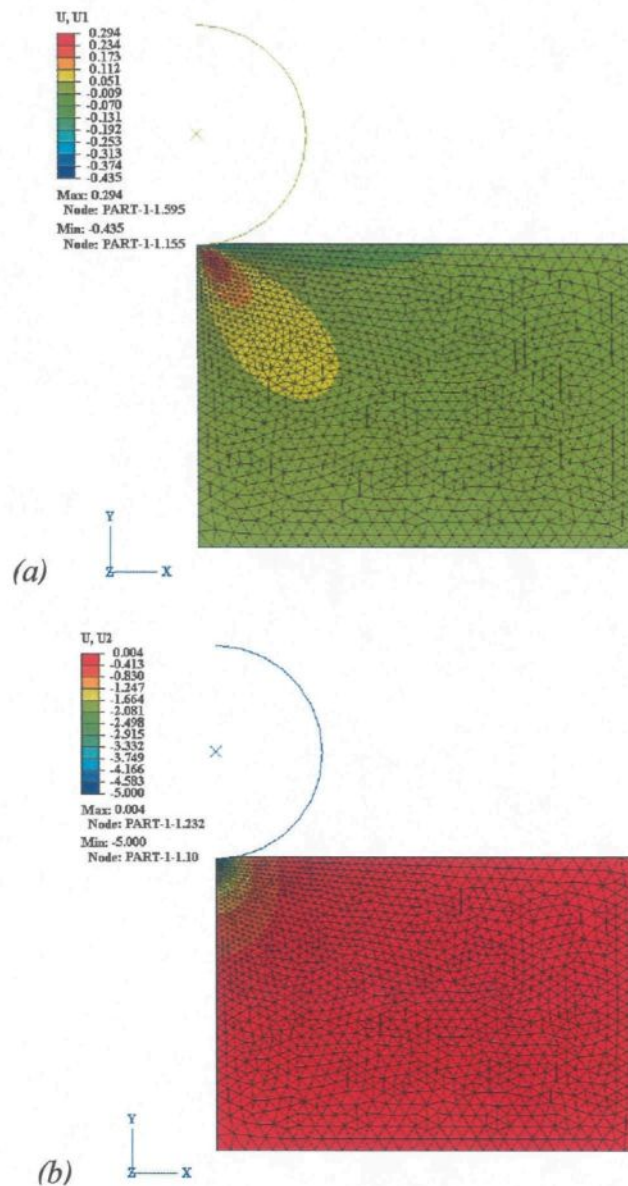 U, U1
0.294
0.234
0.173
0.112
0.051
-0.009
-0.070
-0.131
-0.192
-0.253
-0.313
-0.374
-0.435
Max: 0.294
Node: PART-1-1.595
Min: -0.435
Node: PART-1-1.155
Y
Z X
(a)
U, U2
0.004
-0.413
-0.830
-1.247
-1.664
-2.081
-2.498
-2.915
-3.332
-3.749
-4.166
-4.583
-5.000
Max: 0.004
Node: PART-1-1.232
Min: -5.000
Node: PART-1-1.10
Y
Z X
(b)